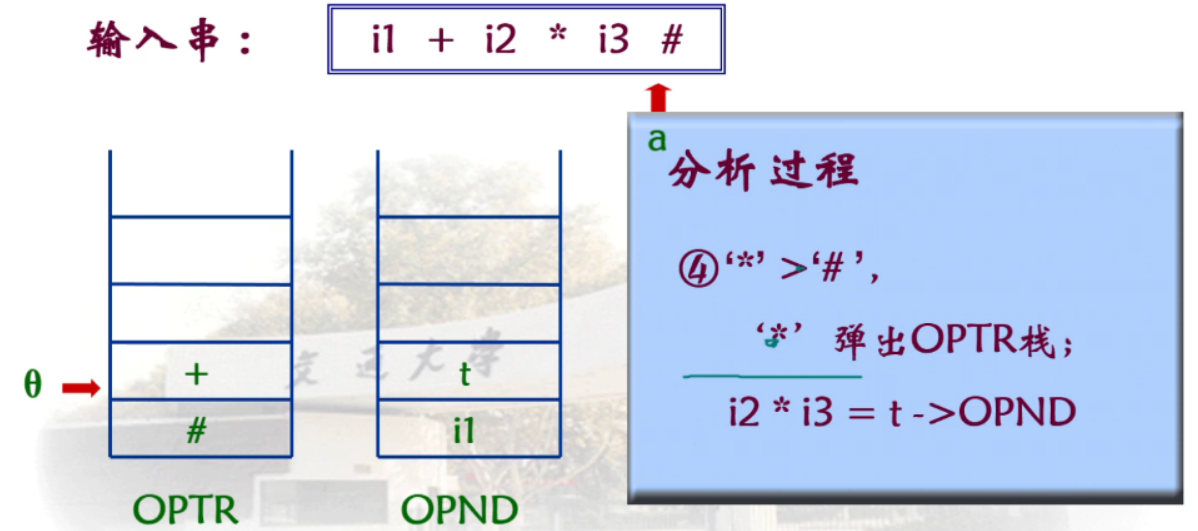 输入串：
i1 + i2 * i3 #
a
分析过程
④‘*’ >‘# ’,
‘*’ 弹出OPTR栈；
i2 * i3 = t ->OPND
θ
+
#
OPTR
t
i1
OPND
交通大学